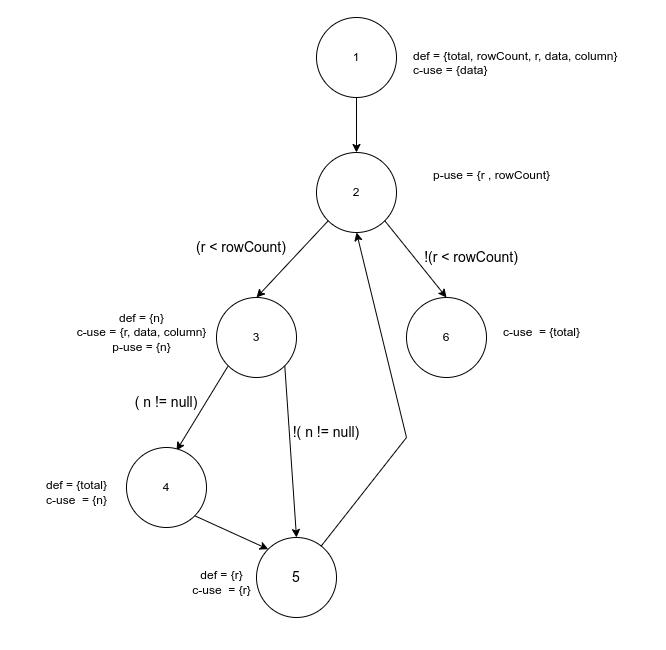 1
def = {total, rowCount, r, data, column}
c-use = {data}
2
p-use = {r , rowCount}
(r < rowCount)
!(r < rowCount)
def = {n}
c-use = {r, data, column}
p-use = {n}
3
6
c-use  = {total}
( n != null)
!( n != null)
def = {total}
c-use  = {n}
4
def = {r}
c-use  = {r}
5